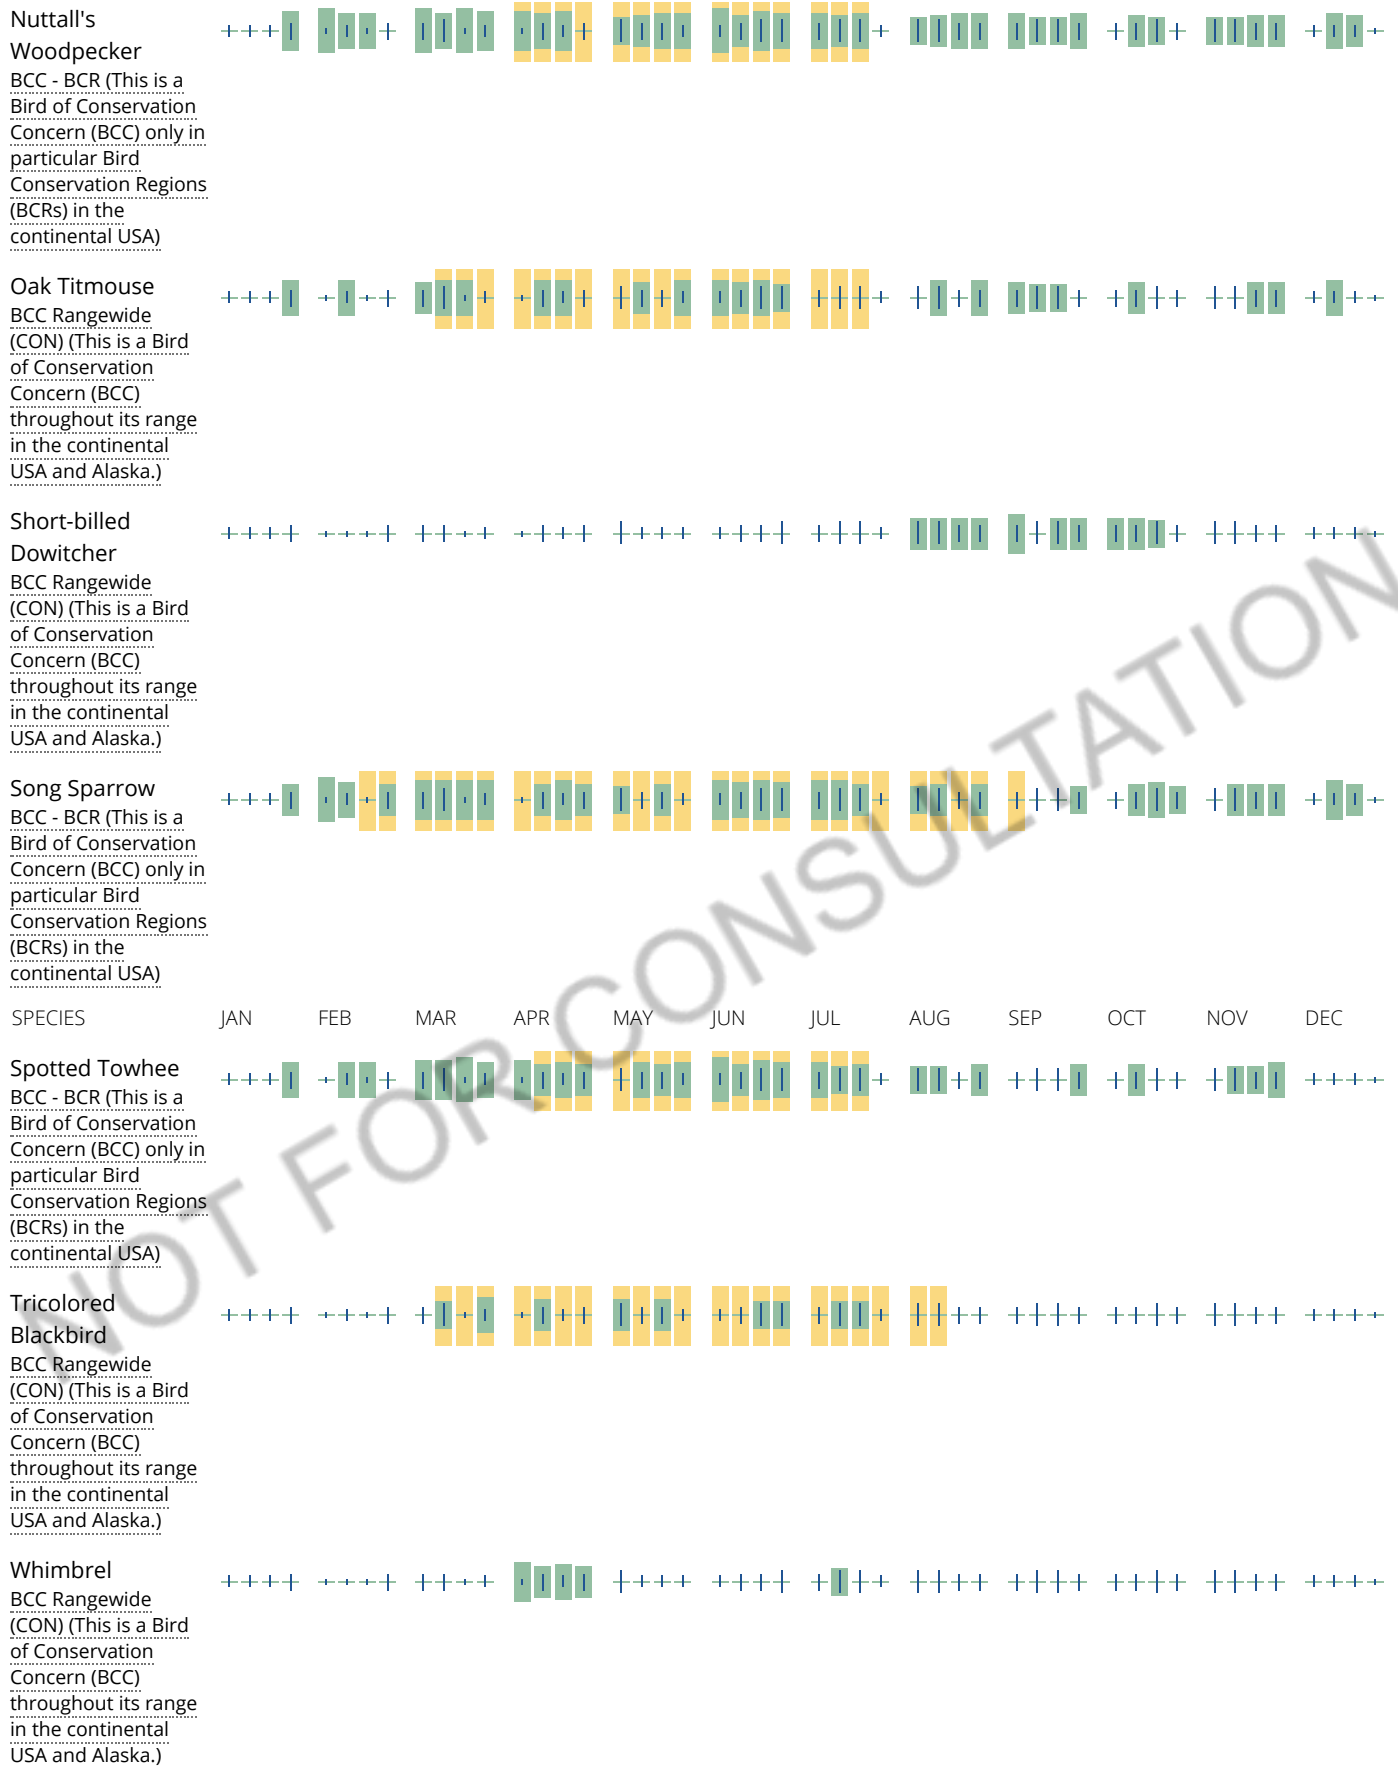 Nuttall's
Woodpecker
BCC - BCR (This is a
Bird of Conservation
Concern (BCC) only in
particular Bird
Conservation Regions
(BCRs) in the
continental USA)
Oak Titmouse
BCC Rangewide
(CON) (This is a Bird
of Conservation
Concern (BCC)
throughout its range
in the continental
USA and Alaska.)
Short-billed
Dowitcher
BCC Rangewide
(CON) (This is a Bird
of Conservation
Concern (BCC)
throughout its range
in the continental
USA and Alaska.)
Song Sparrow
BCC - BCR (This is a
Bird of Conservation
Concern (BCC) only in
particular Bird
Conservation Regions
(BCRs) in the
continental USA)
SPECIES JAN FEB MAR APR MAY JUN JUL AUG SEP OCT NOV DEC
Spotted Towhee
BCC - BCR (This is a
Bird of Conservation
Concern (BCC) only in
particular Bird
Conservation Regions
(BCRs) in the
continental USA)
Tricolored
Blackbird
BCC Rangewide
(CON) (This is a Bird
of Conservation
Concern (BCC)
throughout its range
in the continental
USA and Alaska.)
Whimbrel
BCC Rangewide
(CON) (This is a Bird
of Conservation
Concern (BCC)
throughout its range
in the continental
USA and Alaska.)
NOT FOR CONSULTATION